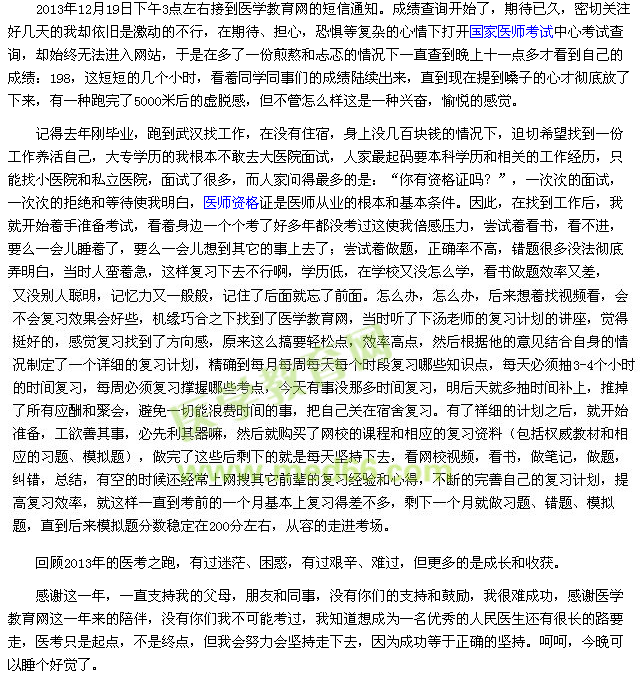 2013年12月19日下午3点左右接到医学教育网的短信通知。成绩查询开始了，期待已久，密切关注
好几天的我却依旧是激动的不行，在期待、担心，恐惧等复杂的心情下打开国家医师考试中心考试查
询，却始终无法进入网站，于是在多了一份煎熬和忐忑的情况下一直查到晚上十一点多才看到自己的
成绩：198，这短短的几个小时，看着同学同事们的成绩陆续出来，直到现在提到嗓子的心才彻底放了
下来，有一种跑完了5000米后的虚脱感，但不管怎么样这是一种兴奋，愉悦的感觉。
记得去年刚毕业，跑到武汉找工作，在没有住宿，身上没几百块钱的情况下，迫切希望找到一份
工作养活自己，大专学历的我根本不敢去大医院面试，人家最起码要本科学历和相关的工作经历，只
能找小医院和私立医院，面试了很多，而人家问得最多的是：“你有资格证吗？”，一次次的面试，
一次次的拒绝和等待使我明白，医师资格证是医师从业的根本和基本条件。因此，在找到工作后，我
就开始着手准备考试，看着身边一个个考了好多年都没考过这使我倍感压力，尝试着看书，看不进，
要么一会儿睡着了，要么一会儿想到其它的事上去了；尝试着做题，正确率不高，错题很多没法彻底
弄明白，当时人蛮着急，这样复习下去不行啊，学历低，在学校又没怎么学，看书做题效率又差，
又没别人聪明，记忆力又一般般，记住了后面就忘了前面。怎么办，怎么办，后来想着找视频看，会
不会复习效果会好些，机缘巧合之下找到了医学教育网，当时听了下汤老师的复习计划的讲座，觉得
挺好的，感觉复习找到了方向感，原来这么搞要轻松点，效率高点，然后根据他的意见结合自身的情
况制定了一个详细的复习计划，精确到每月每周每天每小时段复习哪些知识点，每天必须抽3-4个小时
的时间复习，每周必须复习掌握哪些考点，今天有事没那多时间复习，明后天就多抽时间补上，推掉
了所有应酬和聚会，避免一切能浪费时间的事，把自己关在宿舍复习。有了祥细的计划之后，就开始
准备，工欲善其事，必先利其器嘛，然后就购买了网校的课程和相应的复习资料（包括权威教材和相
应的习题、模拟题），做完了这些后剩下的就是每天坚持下去，看网校视频，看书，做笔记，做题，
纠错，总结，有空的时候还经常上网搜其它前辈的复习经验和心得，不断的完善自己的复习计划，提
高复习效率，就这样一直到考前的一个月基本上复习得差不多，剩下一个月就做习题、错题、模拟
题，直到后来模拟题分数稳定在200分左右，从容的走进考场。
回顾2013年的医考之跑，有过迷茫、困惑，有过艰辛、难过，但更多的是成长和收获。
感谢这一年，一直支持我的父母，朋友和同事，没有你们的支持和鼓励，我很难成功，感谢医学
教育网这一年来的陪伴，没有你们我不可能考过，我知道想成为一名优秀的人民医生还有很长的路要
走，医考只是起点，不是终点，但我会努力会坚持走下去，因为成功等于正确的坚持。呵呵，今晚可
以睡个好觉了。
医学教育网
www.med66.com